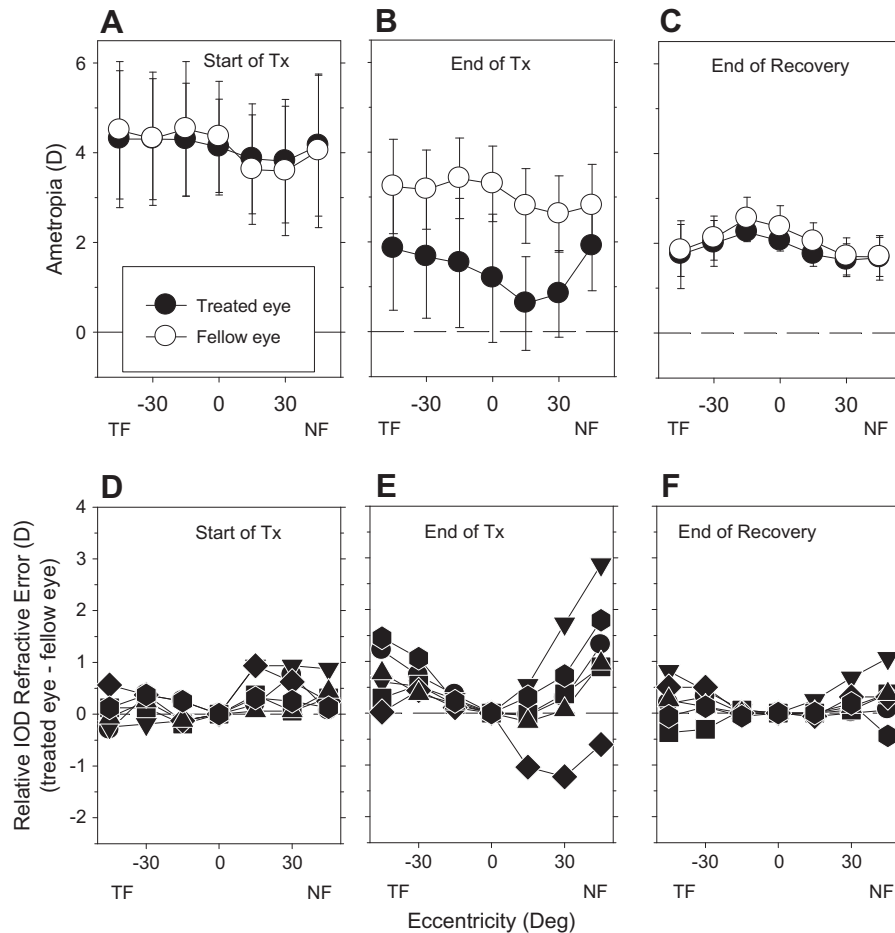 A
B
C
Start of Tx
End of Tx
End of Recovery
6
4
2
0
Ametropia (D)
Treated eye
Fellow eye
-30 0 30
-30 0 30
-30 0 30
TF NF
TF NF
TF NF
D
E
F
Start of Tx
End of Tx
End of Recovery
4
3
2
1
0
-1
-2
Relative IOD Refractive Error (D)
(treated eye - fellow eye)
-30 0 30
-30 0 30
-30 0 30
TF NF
TF NF
TF NF
Eccentricity (Deg)